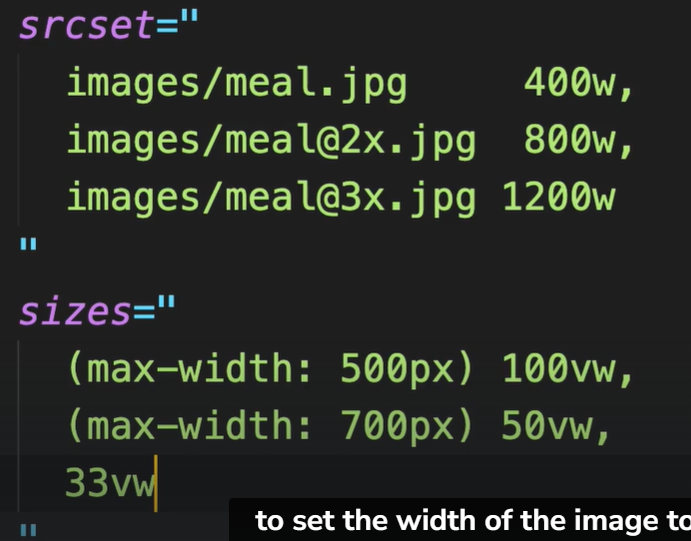 srcset="
images/meal.jpg 400w,
images/meal@2x.jpg 800w,
images/meal@3x.jpg 1200w
"
sizes="
(max-width: 500px) 100vw,
(max-width: 700px) 50vw,
33vw
"
to set the width of the image to